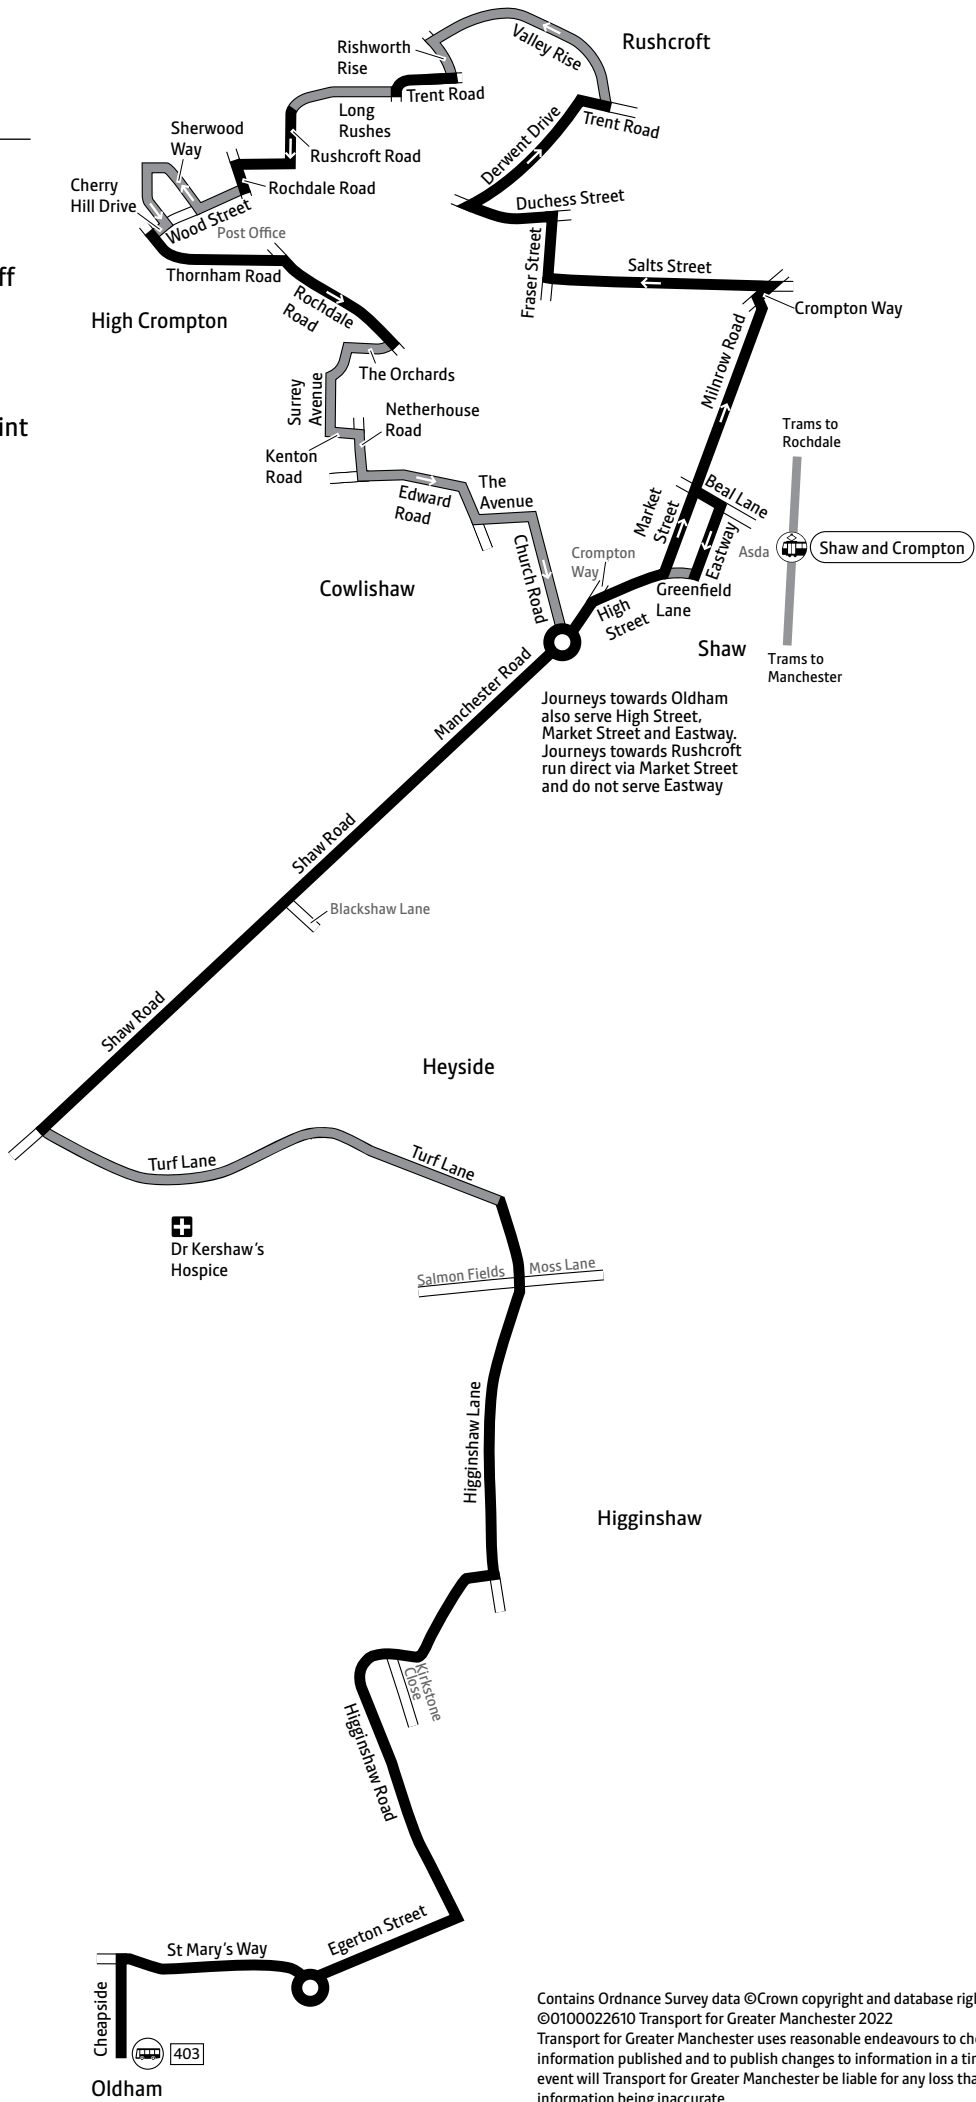 Rushcroft
Valley Rise
Rishworth
Rise
Trent Road
Long
Rushes
Trent Road
Derwent Drive
Sherwood
Way
Rushcroft Road
Cherry
Hill Drive
Rochdale Road
Duchess Street
Wood Street
Post Office
Fraser Street
Salts Street
ff
Thornham Road
Rochdale
Road
Crompton Way
High Crompton
Milnrow Road
The Orchards
Surrey
Avenue
Netherhouse
Road
int
Trams to
Rochdale
Kenton
Road
The
Avenue
Edward
Road
Beal Lane
Market
Street
Eastway
Asda
Shaw and Crompton
Church Road
Crompton
Way
Cowlishaw
Greenfield
Lane
High
Street
Shaw
Trams to
Manchester
Manchester Road
Journeys towards Oldham
also serve High Street,
Market Street and Eastway.
Journeys towards Rushcroft
run direct via Market Street
and do not serve Eastway
Shaw Road
Blackshaw Lane
Shaw Road
Heyside
Turf Lane
Turf Lane
Dr Kershaw's
Hospice
Salmon Fields
Moss Lane
Higginshaw Lane
Higginshaw
Kirkstone
Close
Higginshaw Road
Egerton Street
St Mary's Way
Cheapside
403
Oldham
Contains Ordnance Survey data ©Crown copyright and database righ
©0100022610 Transport for Greater Manchester 2022
Transport for Greater Manchester uses reasonable endeavours to che
information published and to publish changes to information in a tim
event will Transport for Greater Manchester be liable for any loss tha
information being inaccurate